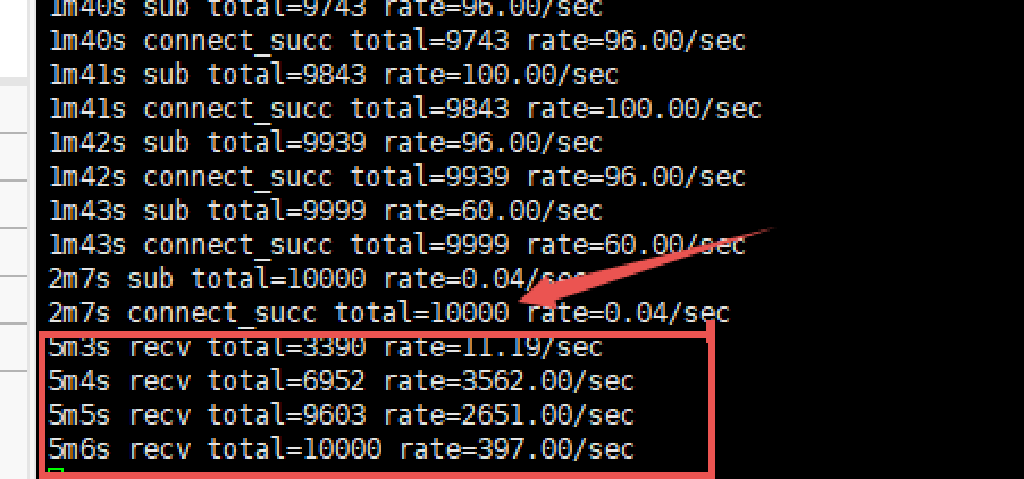 1m40s sub total=9743 rate=96.00/sec
1m40s connect_succ total=9743 rate=96.00/sec
1m41s sub total=9843 rate=100.00/sec
1m41s connect_succ total=9843 rate=100.00/sec
1m42s sub total=9939 rate=96.00/sec
1m42s connect_succ total=9939 rate=96.00/sec
1m43s sub total=9999 rate=60.00/sec
1m43s connect_succ total=9999 rate=60.00/sec
2m7s sub total=10000 rate=0.04/sec
2m7s connect_succ total=10000 rate=0.04/sec
5m3s recv total=3390 rate=11.19/sec
5m4s recv total=6952 rate=3562.00/sec
5m5s recv total=9603 rate=2651.00/sec
5m6s recv total=10000 rate=397.00/sec